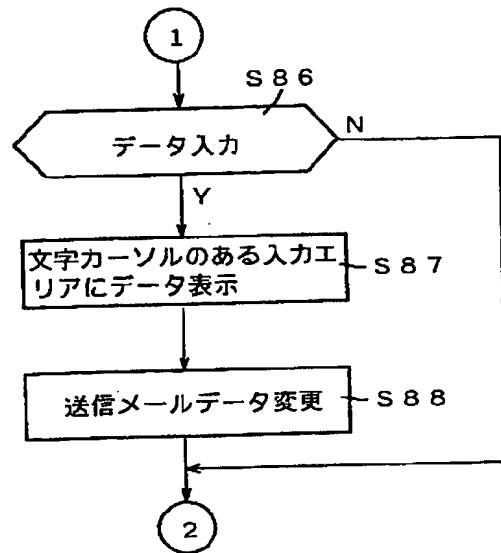 1
S86
データ入力
N
Y
文字カーソルのある入力エ
リアにデータ表示
S87
送信メールデータ変更
S88
2